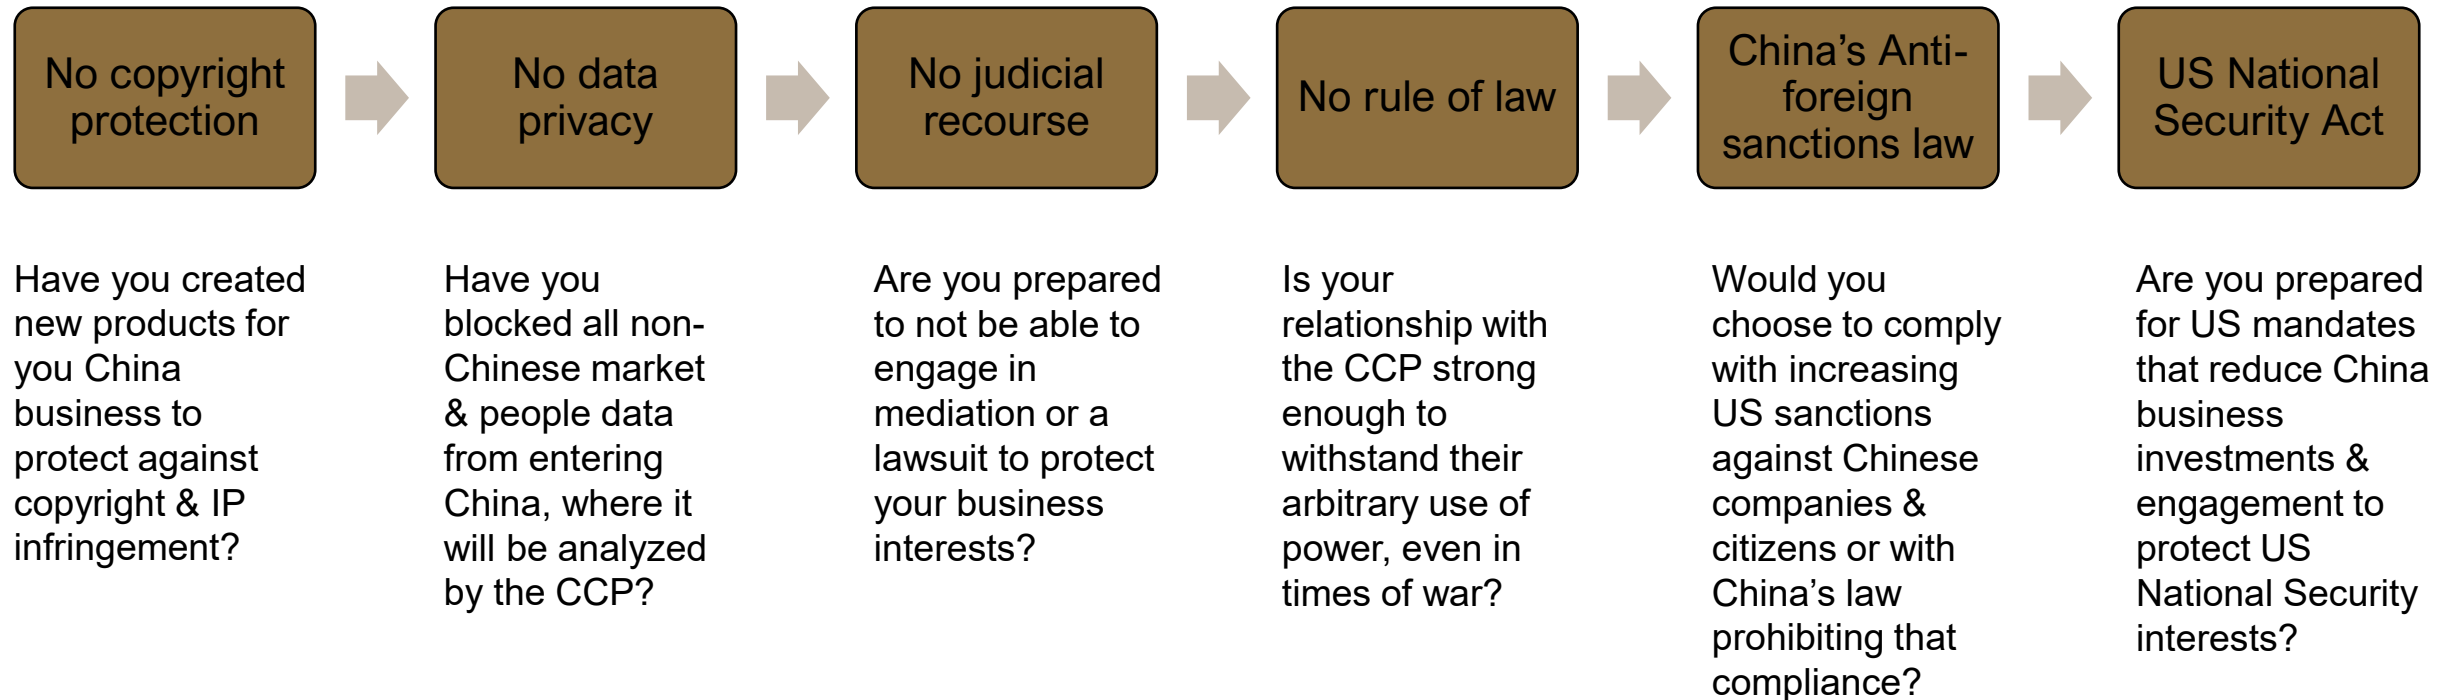 No copyright
protection
No data
privacy
No judicial
recourse
No rule of law
China’s Anti-
foreign
sanctions law
US National
Security Act
Have you created
new products for
you China
business to
protect against
copyright & IP
infringement?
Have you
blocked all non-
Chinese market
& people data
from entering
China, where it
will be analyzed
by the CCP?
Are you prepared
to not be able to
engage in
mediation or a
lawsuit to protect
your business
interests?
Is your
relationship with
the CCP strong
enough to
withstand their
arbitrary use of
power, even in
times of war?
Would you
choose to comply
with increasing
US sanctions
against Chinese
companies &
citizens or with
China’s law
prohibiting that
compliance?
Are you prepared
for US mandates
that reduce China
business
investments &
engagement to
protect US
National Security
interests?